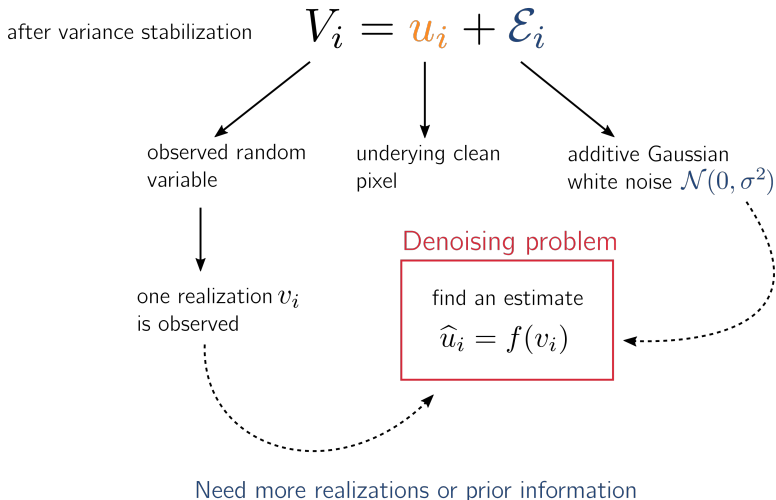 after variance stabilization
V_i = u_i + ℰ_i
observed random
variable
underying clean
pixel
additive Gaussian
white noise 𝒩(0, σ²)
one realization v_i
is observed
Denoising problem
find an estimate
û_i = f(v_i)
Need more realizations or prior information